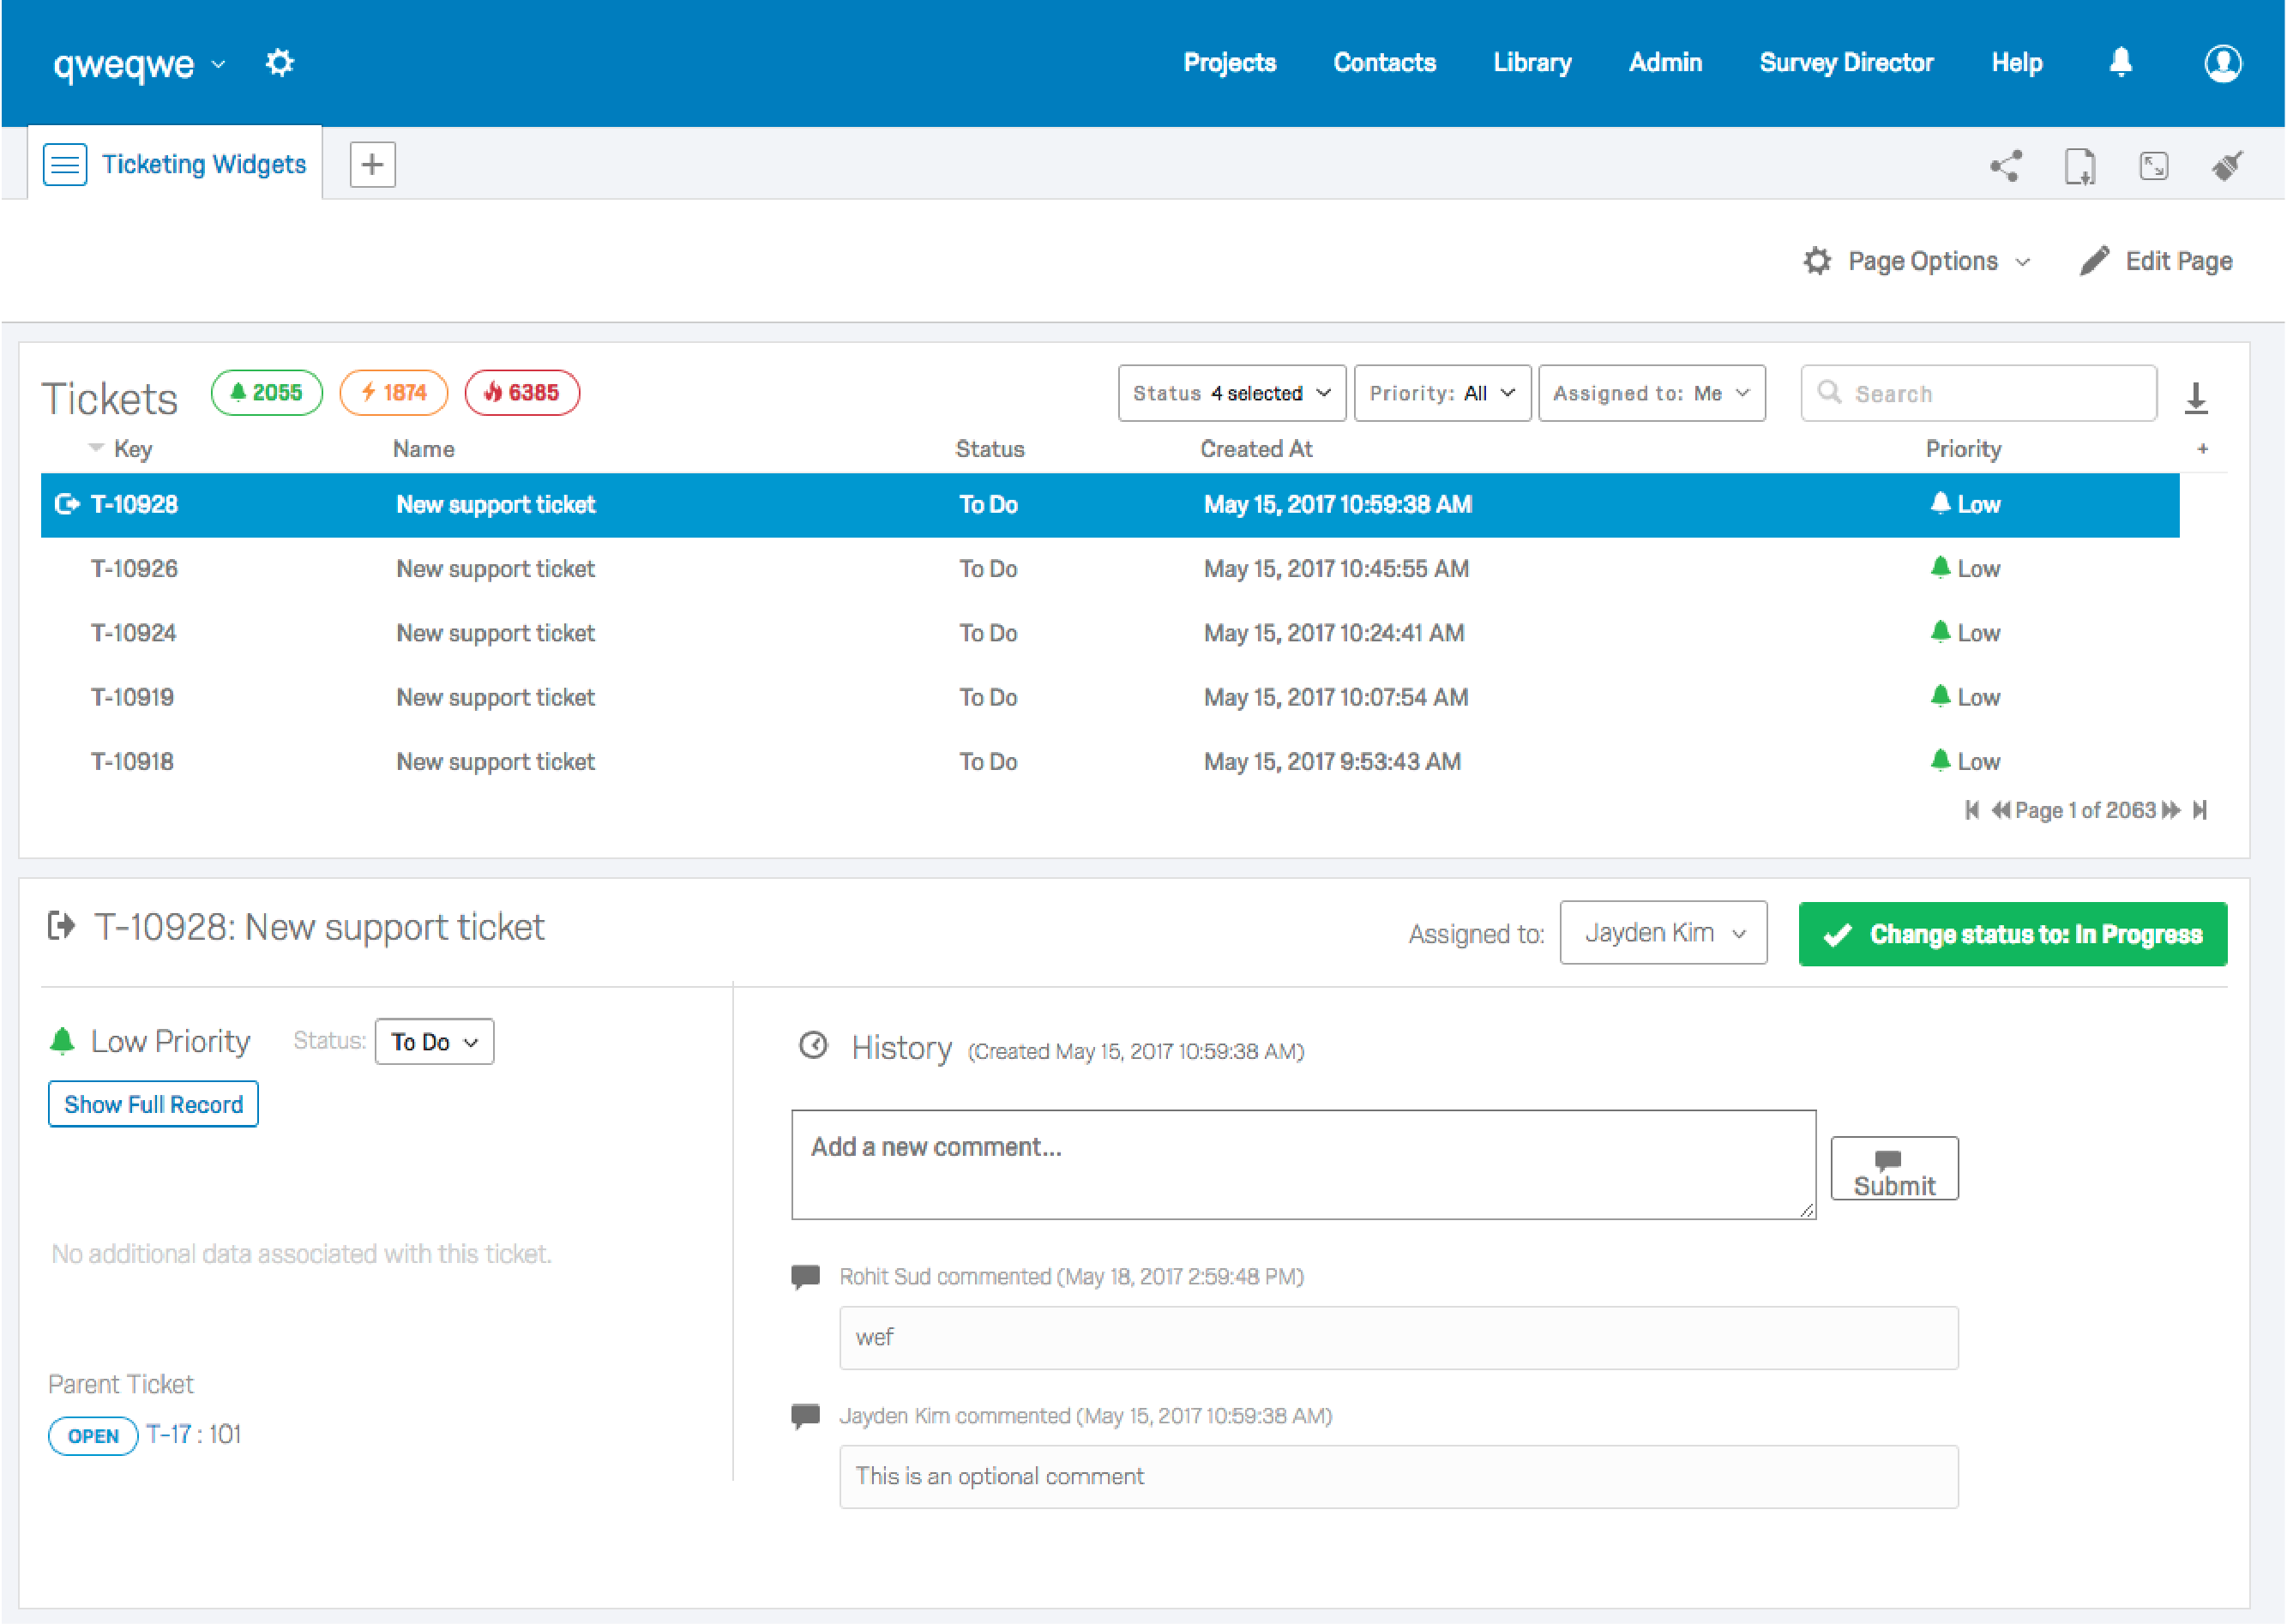 qweqwe Projects Contacts Library Admin Survey Director Help
Ticketing Widgets +
Page Options Edit Page
Tickets 2055 1874 6385 Status 4 selected Priority: All Assigned to: Me Search
Key Name Status Created At Priority +
T-10928 New support ticket To Do May 15, 2017 10:59:38 AM Low
T-10926 New support ticket To Do May 15, 2017 10:45:55 AM Low
T-10924 New support ticket To Do May 15, 2017 10:24:41 AM Low
T-10919 New support ticket To Do May 15, 2017 10:07:54 AM Low
T-10918 New support ticket To Do May 15, 2017 9:53:43 AM Low
Page 1 of 2063
T-10928: New support ticket Assigned to: Jayden Kim Change status to: In Progress
Low Priority Status: To Do
Show Full Record
No additional data associated with this ticket.
Parent Ticket
OPEN T-17 : 101
History (Created May 15, 2017 10:59:38 AM)
Add a new comment...
Submit
Rohit Sud commented (May 18, 2017 2:59:48 PM)
wef
Jayden Kim commented (May 15, 2017 10:59:38 AM)
This is an optional comment